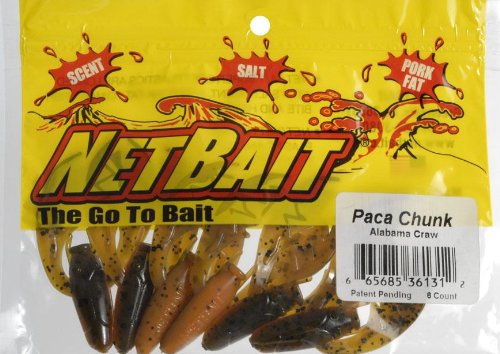 SCENT
SALT
PORK
FAT
NETBAIT®
The Go To Bait
Paca Chunk
Alabama Craw
6 65685 36131 2
Patent Pending 6 Count